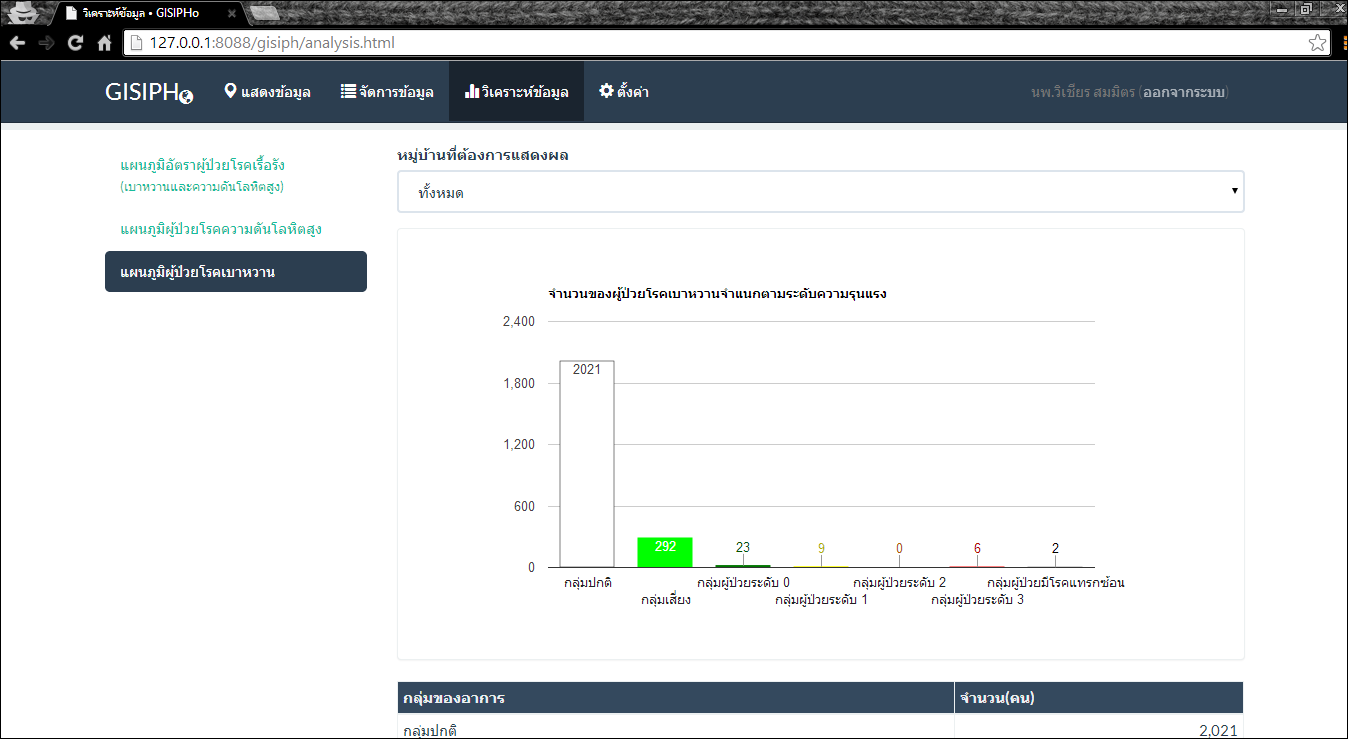 วิเคราะห์ข้อมูล • GISIPHo
127.0.0.1:8088/gisiph/analysis.html
GISIPH แสดงข้อมูล จัดการข้อมูล วิเคราะห์ข้อมูล ตั้งค่า นพ.วิเชียร สมมิตร (ออกจากระบบ)
แผนภูมิอัตราผู้ป่วยโรคเรื้อรัง
(เบาหวานและความดันโลหิตสูง)
แผนภูมิผู้ป่วยโรคความดันโลหิตสูง
แผนภูมิผู้ป่วยโรคเบาหวาน
หมู่บ้านที่ต้องการแสดงผล
ทั้งหมด
จำนวนของผู้ป่วยโรคเบาหวานจำแนกตามระดับความรุนแรง
2,400
1,800
1,200
600
0
2021
292
23
9
0
6
2
กลุ่มปกติ
กลุ่มเสี่ยง
กลุ่มผู้ป่วยระดับ 0
กลุ่มผู้ป่วยระดับ 1
กลุ่มผู้ป่วยระดับ 2
กลุ่มผู้ป่วยระดับ 3
กลุ่มผู้ป่วยมีโรคแทรกซ้อน
กลุ่มของอาการ จำนวน(คน)
กลุ่มปกติ 2,021